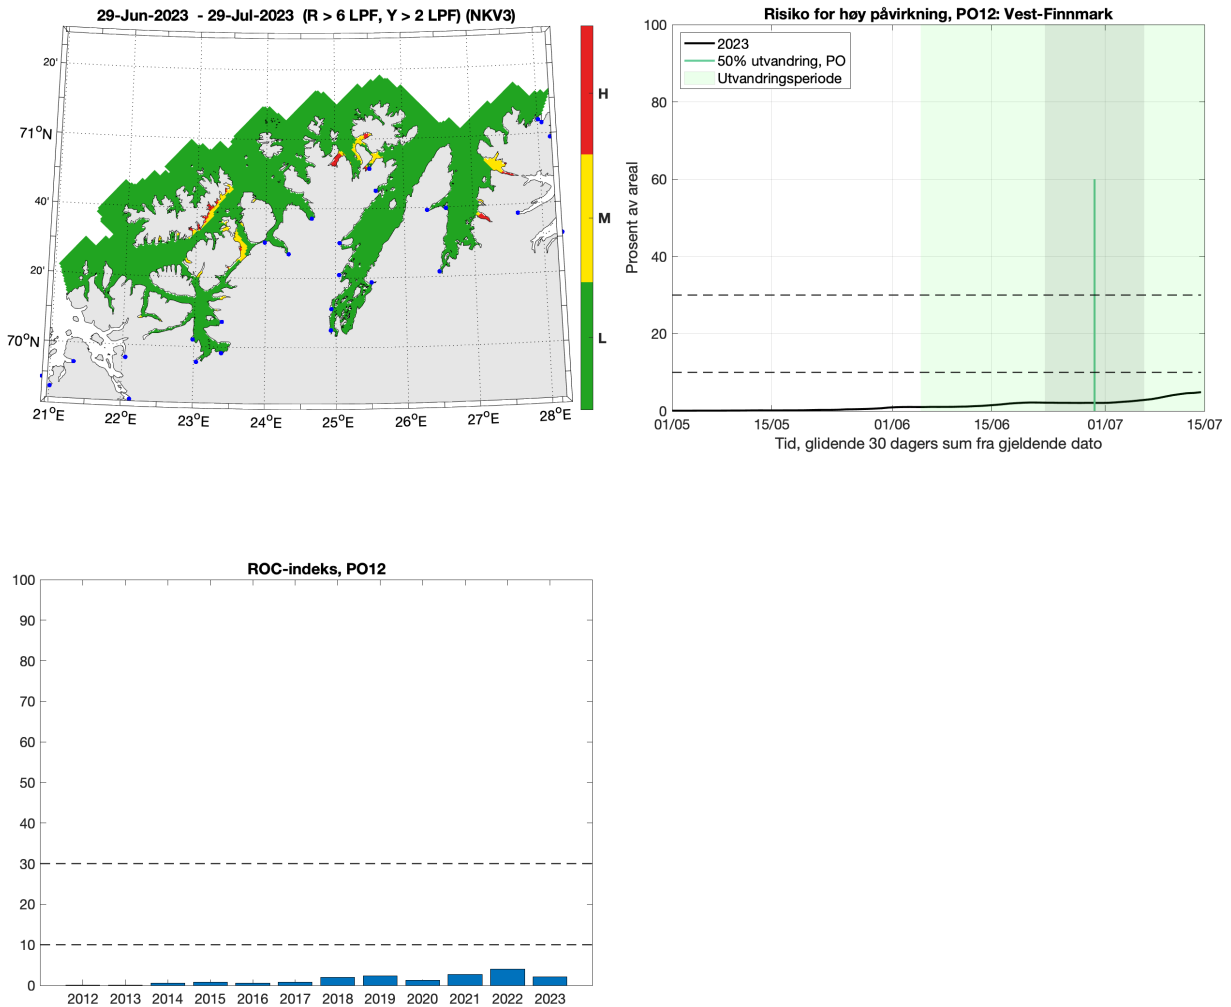 29-Jun-2023 - 29-Jul-2023 (R > 6 LPF, Y > 2 LPF) (NKV3)
20'
71°N
40'
20'
70°N
21°E 22°E 23°E 24°E 25°E 26°E 27°E 28°E
H
M
L
Risiko for høy påvirkning, PO12: Vest-Finnmark
2023
50% utvandring, PO
Utvandringsperiode
Prosent av areal
100
80
60
40
20
0
01/05 15/05 01/06 15/06 01/07 15/07
Tid, glidende 30 dagers sum fra gjeldende dato
ROC-indeks, PO12
100
90
80
70
60
50
40
30
20
10
0
2012 2013 2014 2015 2016 2017 2018 2019 2020 2021 2022 2023